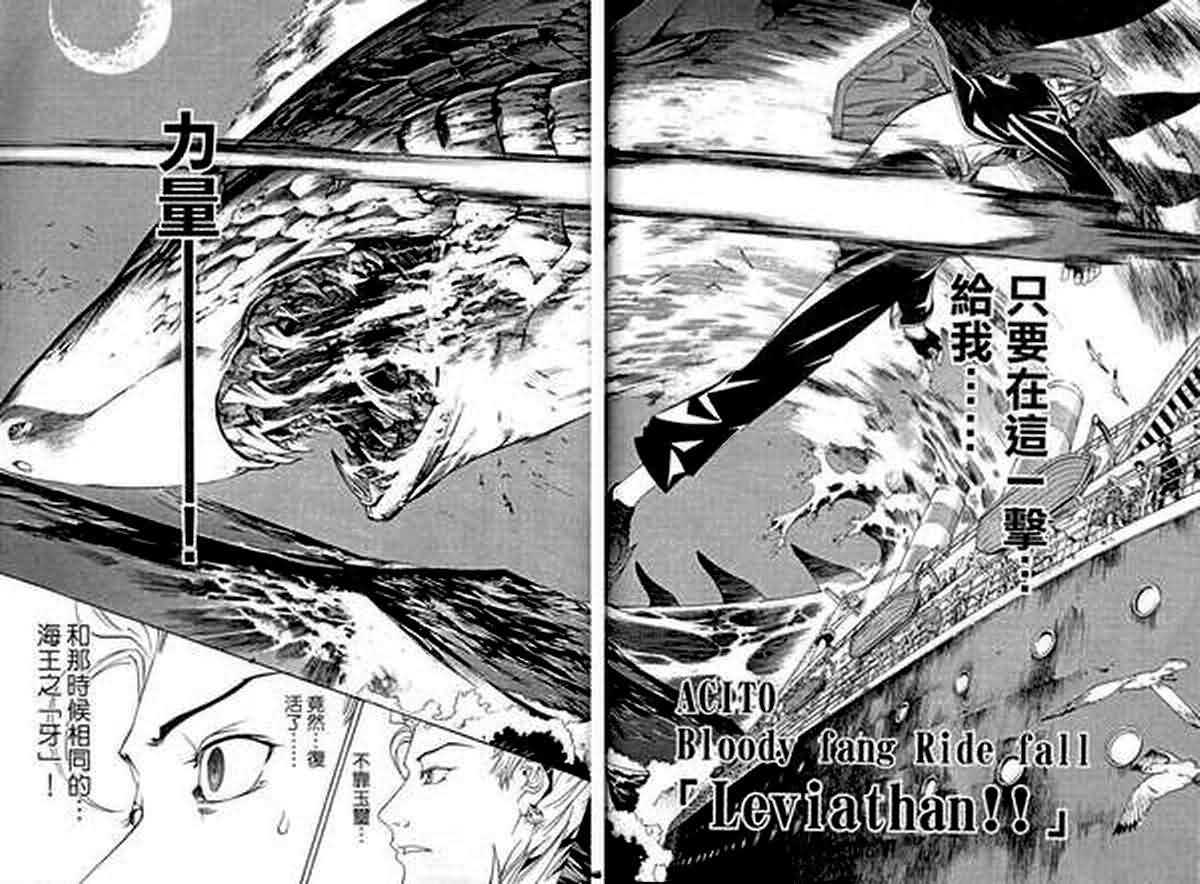 只要在這一擊…
給我……
力量——！
ACITO
Bloody fang Ride fall
「Leviathan!!」
不靠玉璽…
竟然…復
活了……
和那時候相同的…
海王之「牙」！